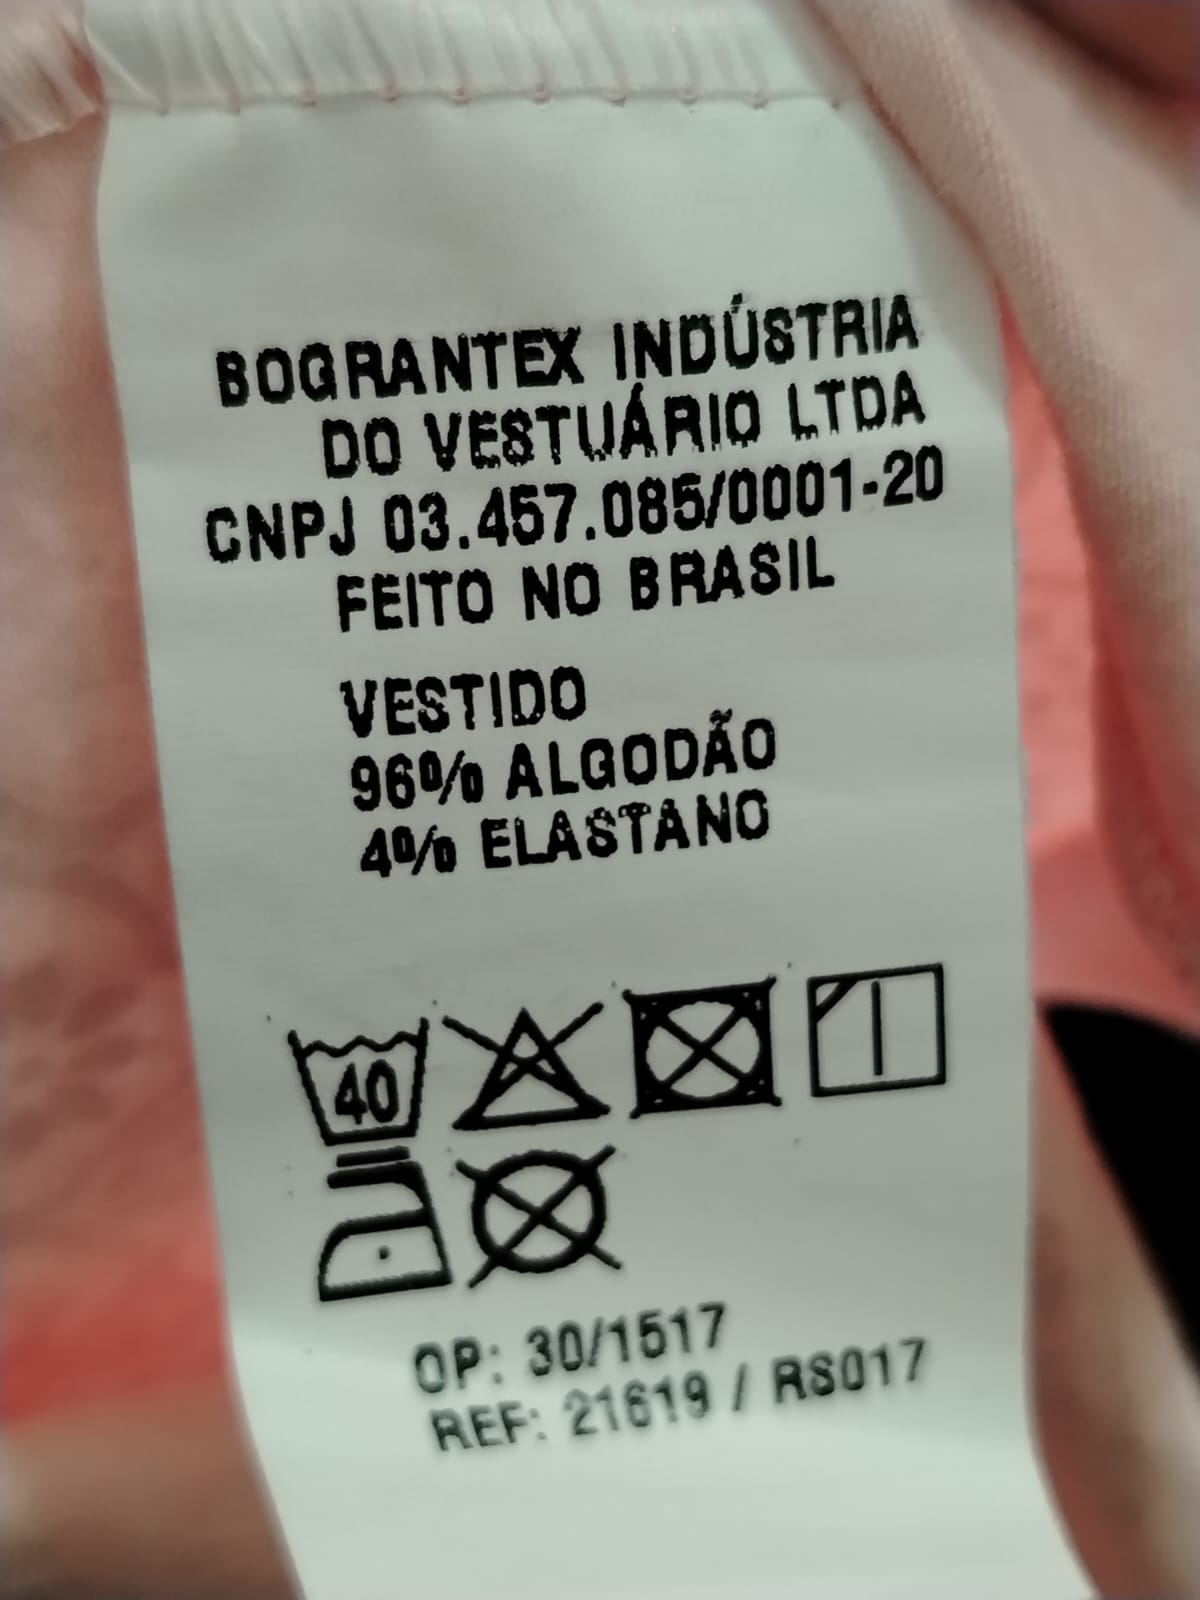 BOGRANTEX INDÚSTRIA
DO VESTUÁRIO LTDA
CNPJ 03.457.085/0001-20
FEITO NO BRASIL
VESTIDO
96% ALGODÃO
4% ELASTANO
40
OP: 30/1517
REF: 21619 / RS017